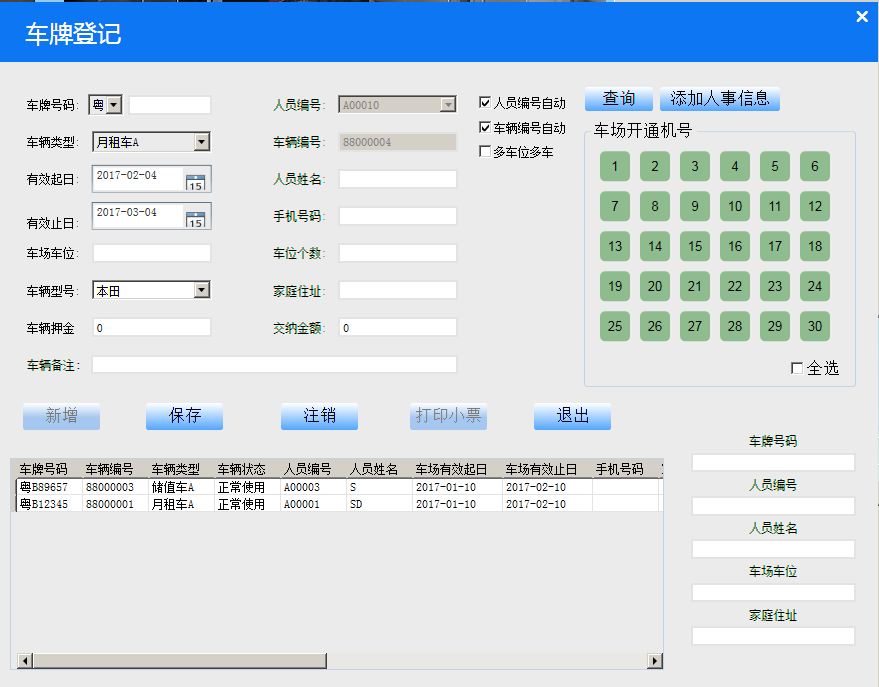 车牌登记
车牌号码: 粤 人员编号: A00010 人员编号自动 查询 添加人事信息
车辆类型: 月租车A 车辆编号: 88000004 车辆编号自动 车场开通机号
有效起日: 2017-02-04 15 人员姓名: 多车位多车
有效止日: 2017-03-04 15 手机号码:
车场车位: 车位个数:
车辆型号: 本田 家庭住址:
车辆押金 0 交纳金额: 0
车辆备注:
1 2 3 4 5 6
7 8 9 10 11 12
13 14 15 16 17 18
19 20 21 22 23 24
25 26 27 28 29 30
全选
新增 保存 注销 打印小票 退出
车牌号码 车辆编号 车辆类型 车辆状态 人员编号 人员姓名 车场有效起日 车场有效止日 手机号码
粤B89657 88000003 储值车A 正常使用 A00003 S 2017-01-10 2017-02-10
粤B12345 88000001 月租车A 正常使用 A00001 SD 2017-01-10 2017-02-10
车牌号码
人员编号
人员姓名
车场车位
家庭住址